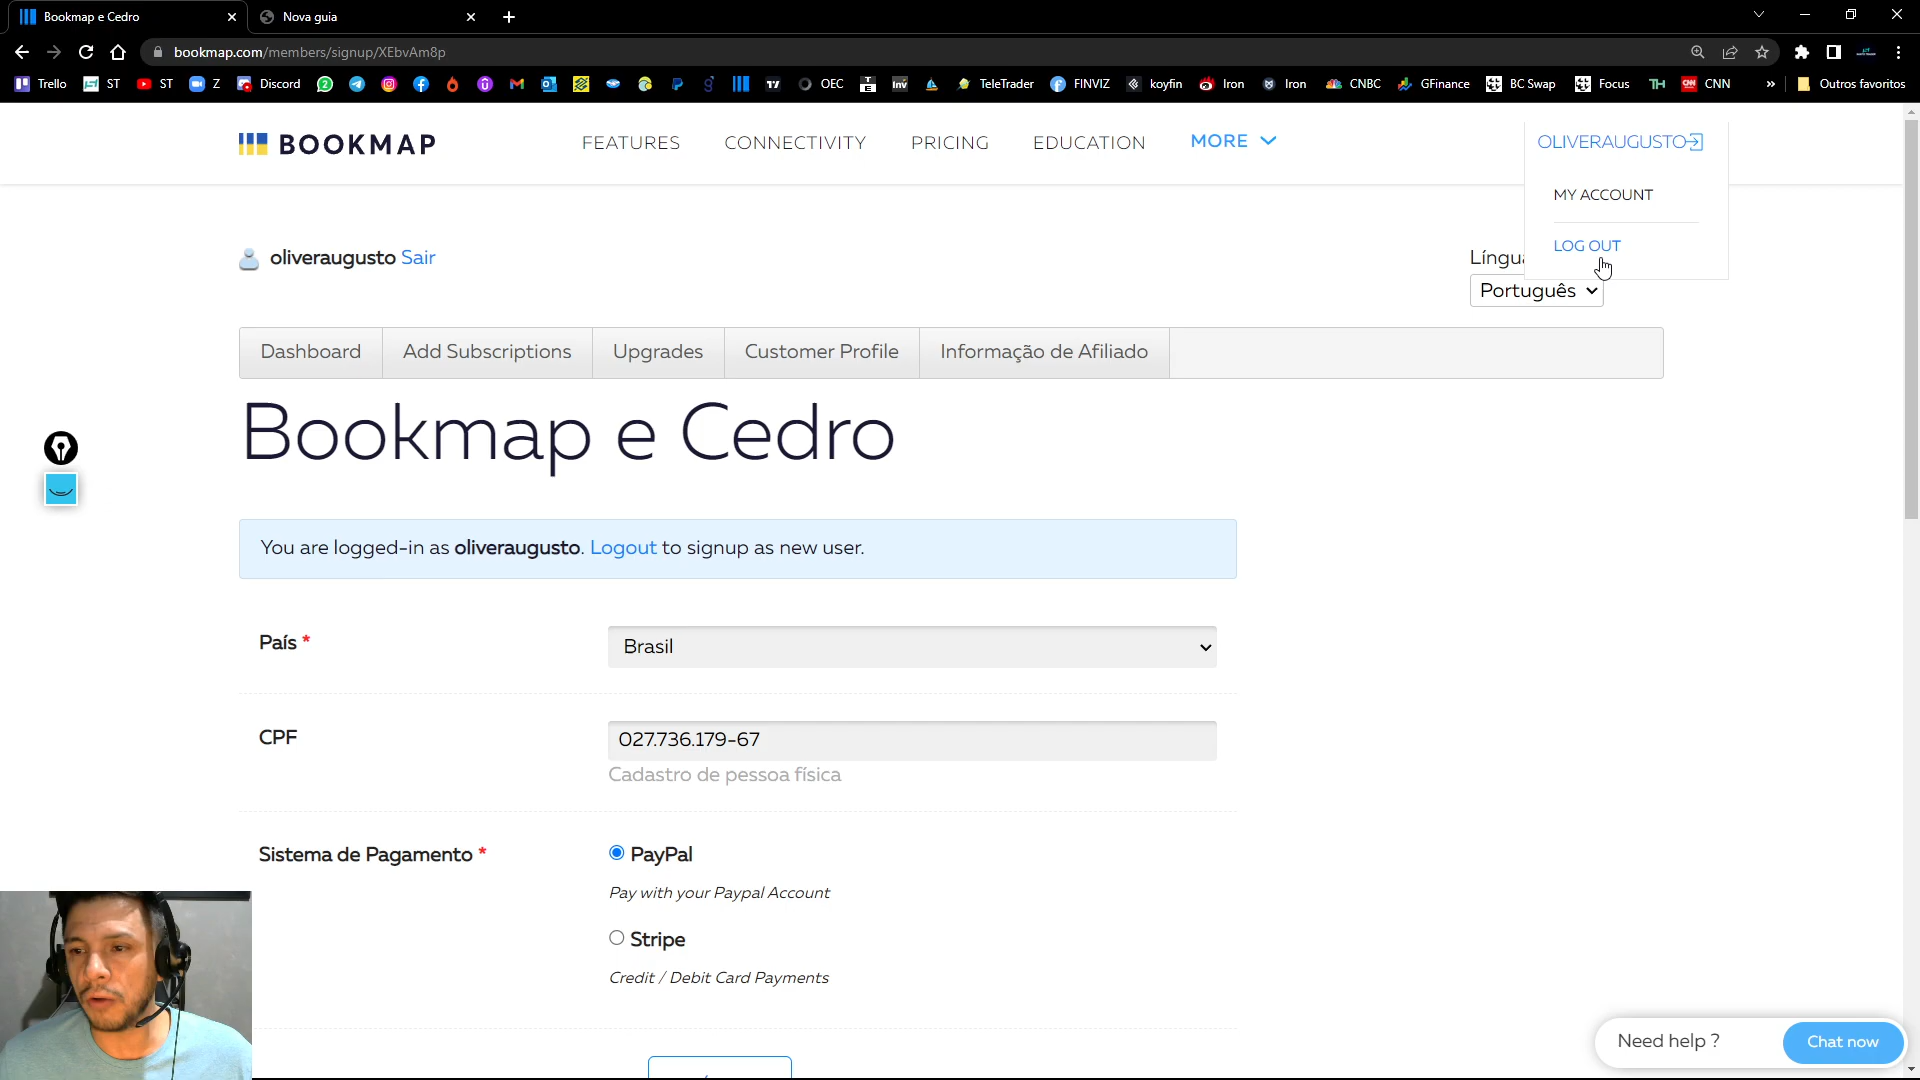 Bookmap e Cedro
Nova guia
bookmap.com/members/signup/XEbvAm8p
Trello
ST
ST
Z
Discord
OEC
TeleTrader
FINVIZ
koyfin
Iron
Iron
CNBC
GFinance
BC Swap
Focus
TH
CNN
Outros favoritos
BOOKMAP
FEATURES
CONNECTIVITY
PRICING
EDUCATION
MORE
OLIVERAUGUSTO
MY ACCOUNT
LOG OUT
oliveraugusto Sair
Língu
Português
Dashboard
Add Subscriptions
Upgrades
Customer Profile
Informação de Afiliado
Bookmap e Cedro
You are logged-in as oliveraugusto. Logout to signup as new user.
País *
Brasil
CPF
027.736.179-67
Cadastro de pessoa física
Sistema de Pagamento *
PayPal
Pay with your Paypal Account
Stripe
Credit / Debit Card Payments
Need help ?
Chat now